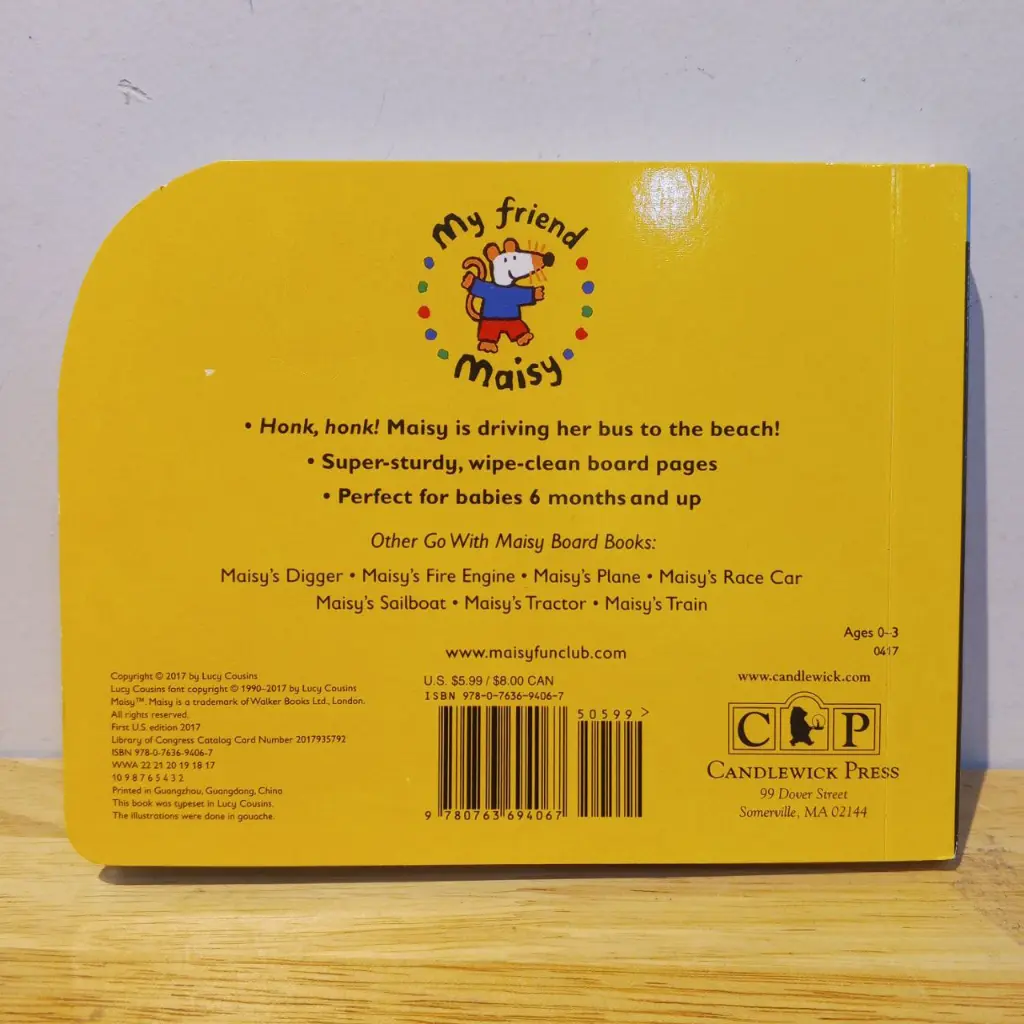 My friend
Maisy
• Honk, honk! Maisy is driving her bus to the beach!
• Super-sturdy, wipe-clean board pages
• Perfect for babies 6 months and up
Other Go With Maisy Board Books:
Maisy's Digger • Maisy's Fire Engine • Maisy's Plane • Maisy's Race Car
Maisy's Sailboat • Maisy's Tractor • Maisy's Train
Ages 0–3
0417
www.maisyfunclub.com
Copyright © 2017 by Lucy Cousins
Lucy Cousins font copyright © 1990–2017 by Lucy Cousins
Maisy™. Maisy is a trademark of Walker Books Ltd., London.
All rights reserved.
First U.S. edition 2017
Library of Congress Catalog Card Number 2017935792
ISBN 978-0-7636-9406-7
WWA 22 21 20 19 18 17
10 9 8 7 6 5 4 3 2
Printed in Guangzhou, Guangdong, China
This book was typeset in Lucy Cousins.
The illustrations were done in gouache.
U.S. $5.99 / $8.00 CAN
ISBN 978-0-7636-9406-7
50599>
9 780763 694067
www.candlewick.com
C P
CANDLEWICK PRESS
99 Dover Street
Somerville, MA 02144